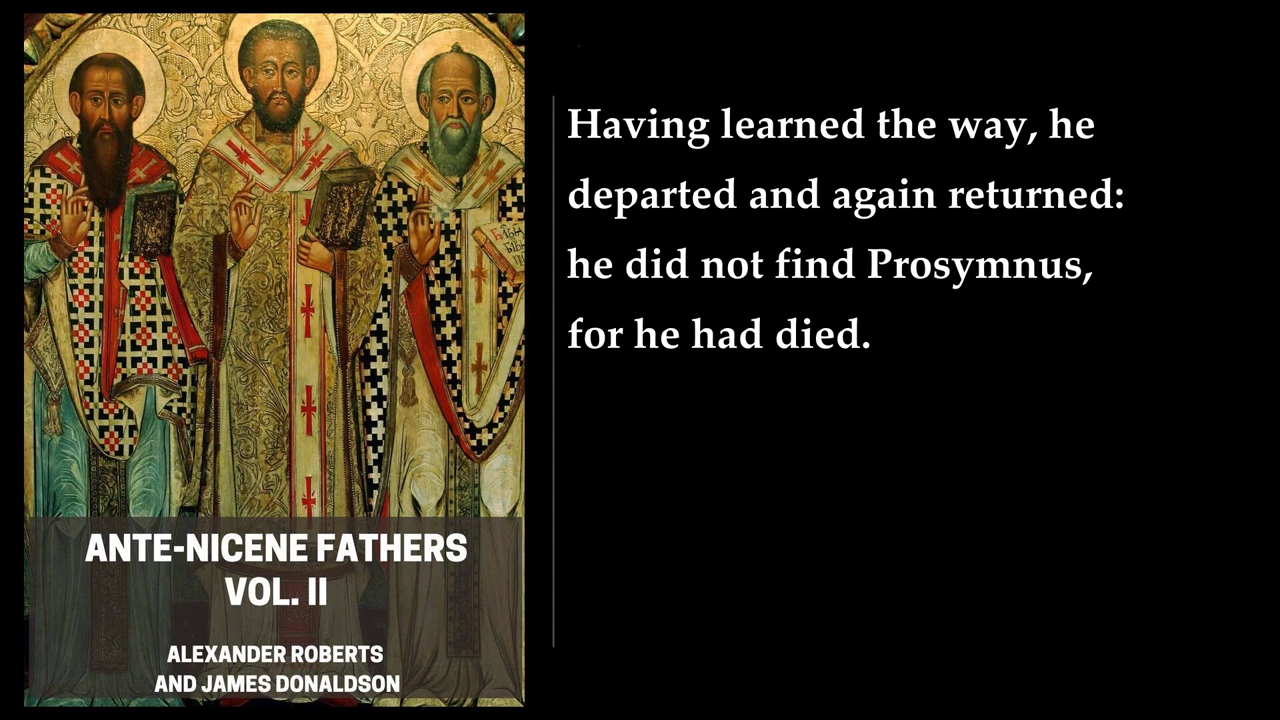 Having learned the way, he
departed and again returned:
he did not find Prosymnus,
for he had died.
ANTE-NICENE FATHERS
VOL. II
ALEXANDER ROBERTS
AND JAMES DONALDSON